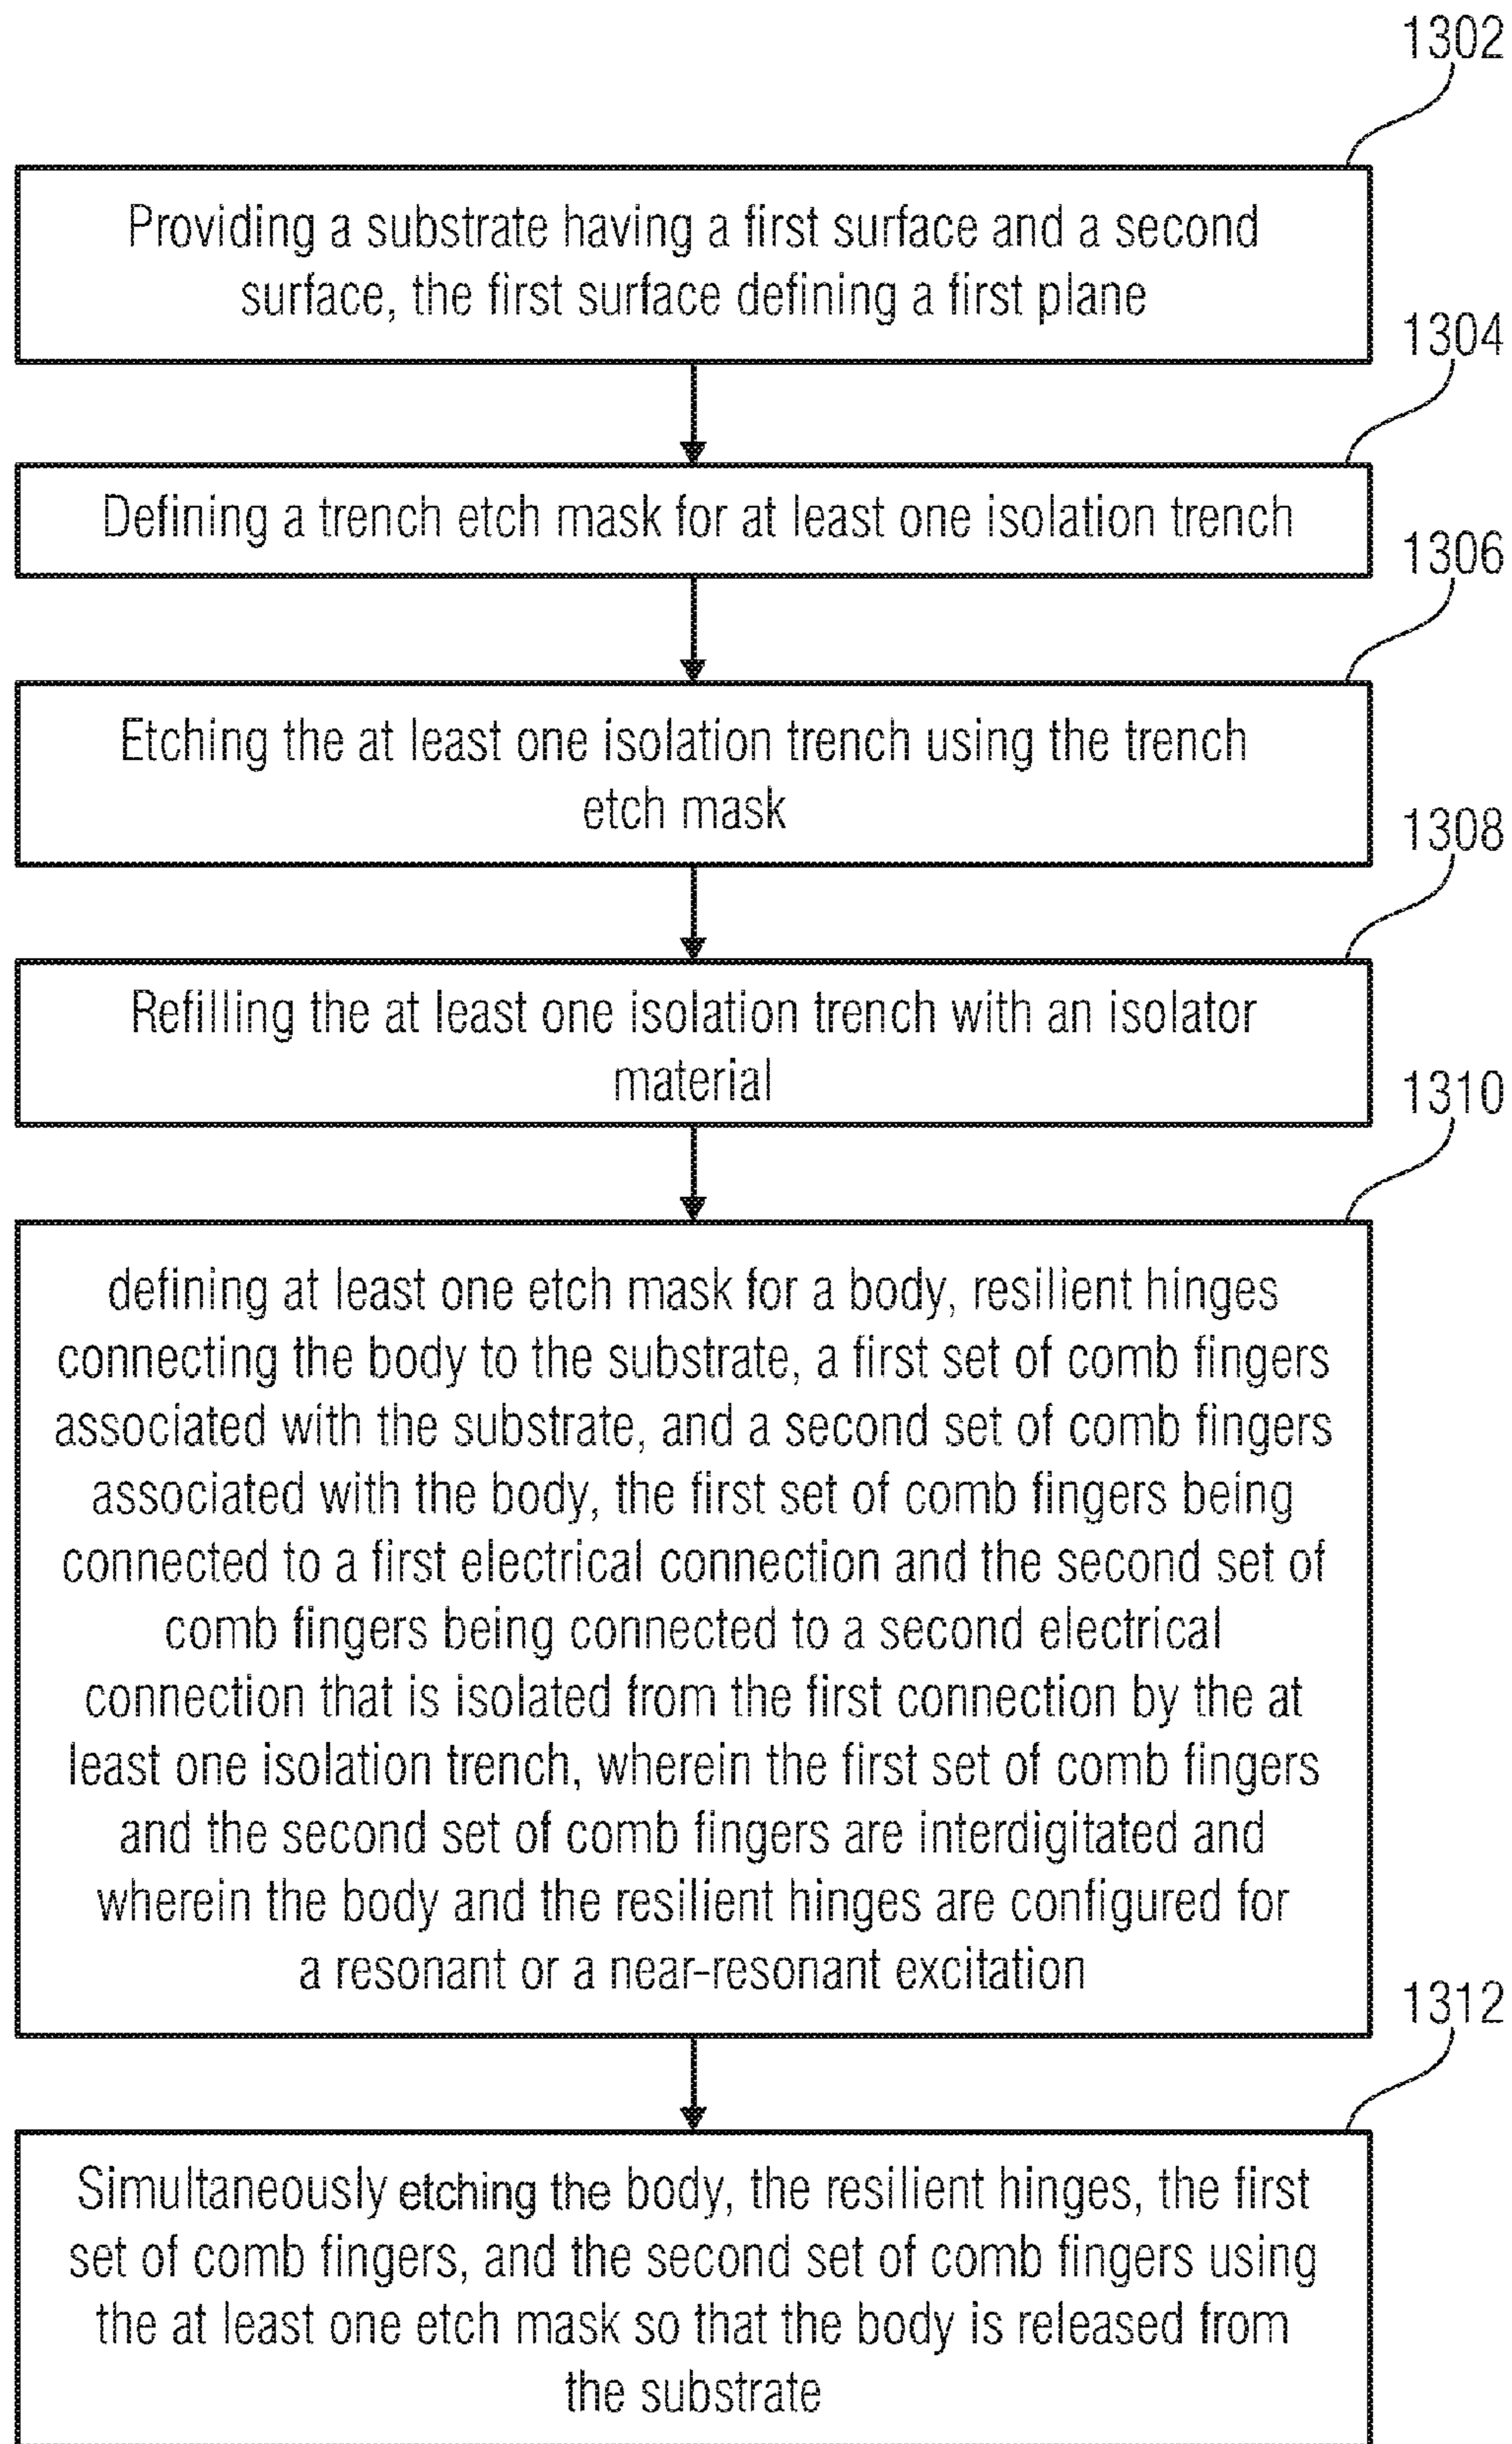 1302
Providing a substrate having a first surface and a second
surface, the first surface defining a first plane
1304
Defining a trench etch mask for at least one isolation trench
1306
Etching the at least one isolation trench using the trench
etch mask
1308
Refilling the at least one isolation trench with an isolator
material
1310
defining at least one etch mask for a body, resilient hinges
connecting the body to the substrate, a first set of comb fingers
associated with the substrate, and a second set of comb fingers
associated with the body, the first set of comb fingers being
connected to a first electrical connection and the second set of
comb fingers being connected to a second electrical
connection that is isolated from the first connection by the at
least one isolation trench, wherein the first set of comb fingers
and the second set of comb fingers are interdigitated and
wherein the body and the resilient hinges are configured for
a resonant or a near-resonant excitation
1312
Simultaneously etching the body, the resilient hinges, the first
set of comb fingers, and the second set of comb fingers using
the at least one etch mask so that the body is released from
the substrate